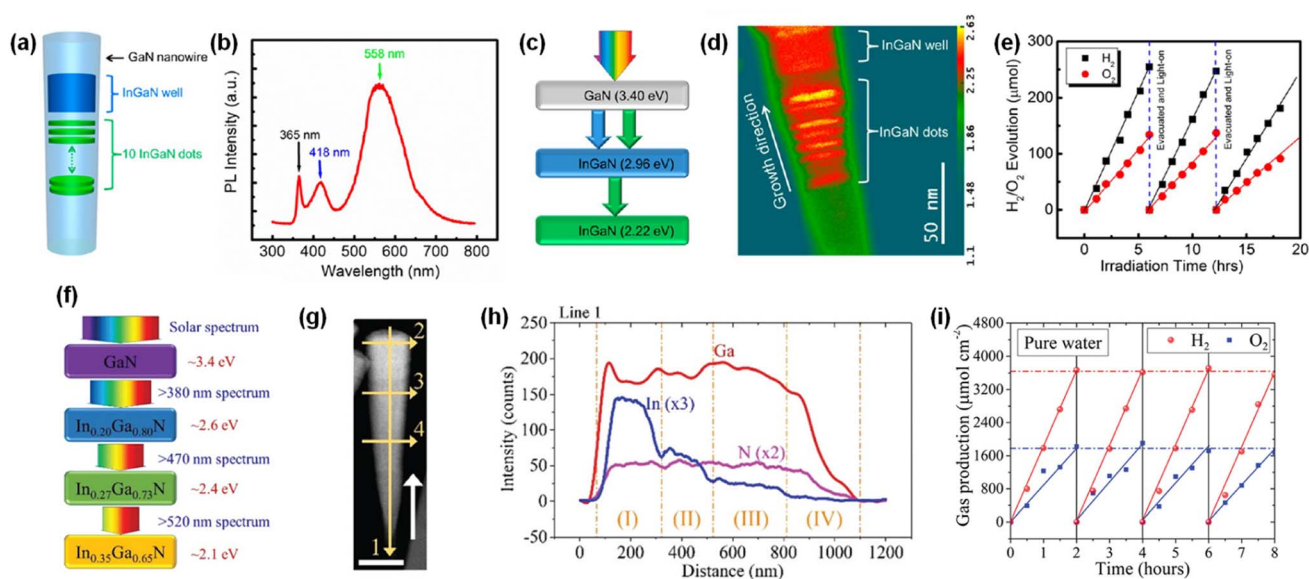 (a)
GaN nanowire
InGaN well
10 InGaN dots
(b)
PL Intensity (a.u.)
365 nm
418 nm
558 nm
300 400 500 600 700 800
Wavelength (nm)
(c)
GaN (3.40 eV)
InGaN (2.96 eV)
InGaN (2.22 eV)
(d)
InGaN well
InGaN dots
Growth direction
50 nm
2.63
2.25
1.86
1.48
1.1
(e)
H2/O2 Evolution (μmol)
300
200
100
0
H2
O2
Evacuated and Light-on
Evacuated and Light-on
0 5 10 15 20
Irradiation Time (hrs)
(f)
Solar spectrum
GaN ~3.4 eV
>380 nm spectrum
In0.20Ga0.80N ~2.6 eV
>470 nm spectrum
In0.27Ga0.73N ~2.4 eV
>520 nm spectrum
In0.35Ga0.65N ~2.1 eV
(g)
2
3
4
1
(h)
Line 1
Intensity (counts)
250
200
150
100
50
0
-50
Ga
In (x3)
N (x2)
(I) (II) (III) (IV)
0 200 400 600 800 1000 1200
Distance (nm)
(i)
Gas production (μmol cm-2)
4800
4000
3200
2400
1600
800
0
Pure water
H2 O2
0 1 2 3 4 5 6 7 8
Time (hours)